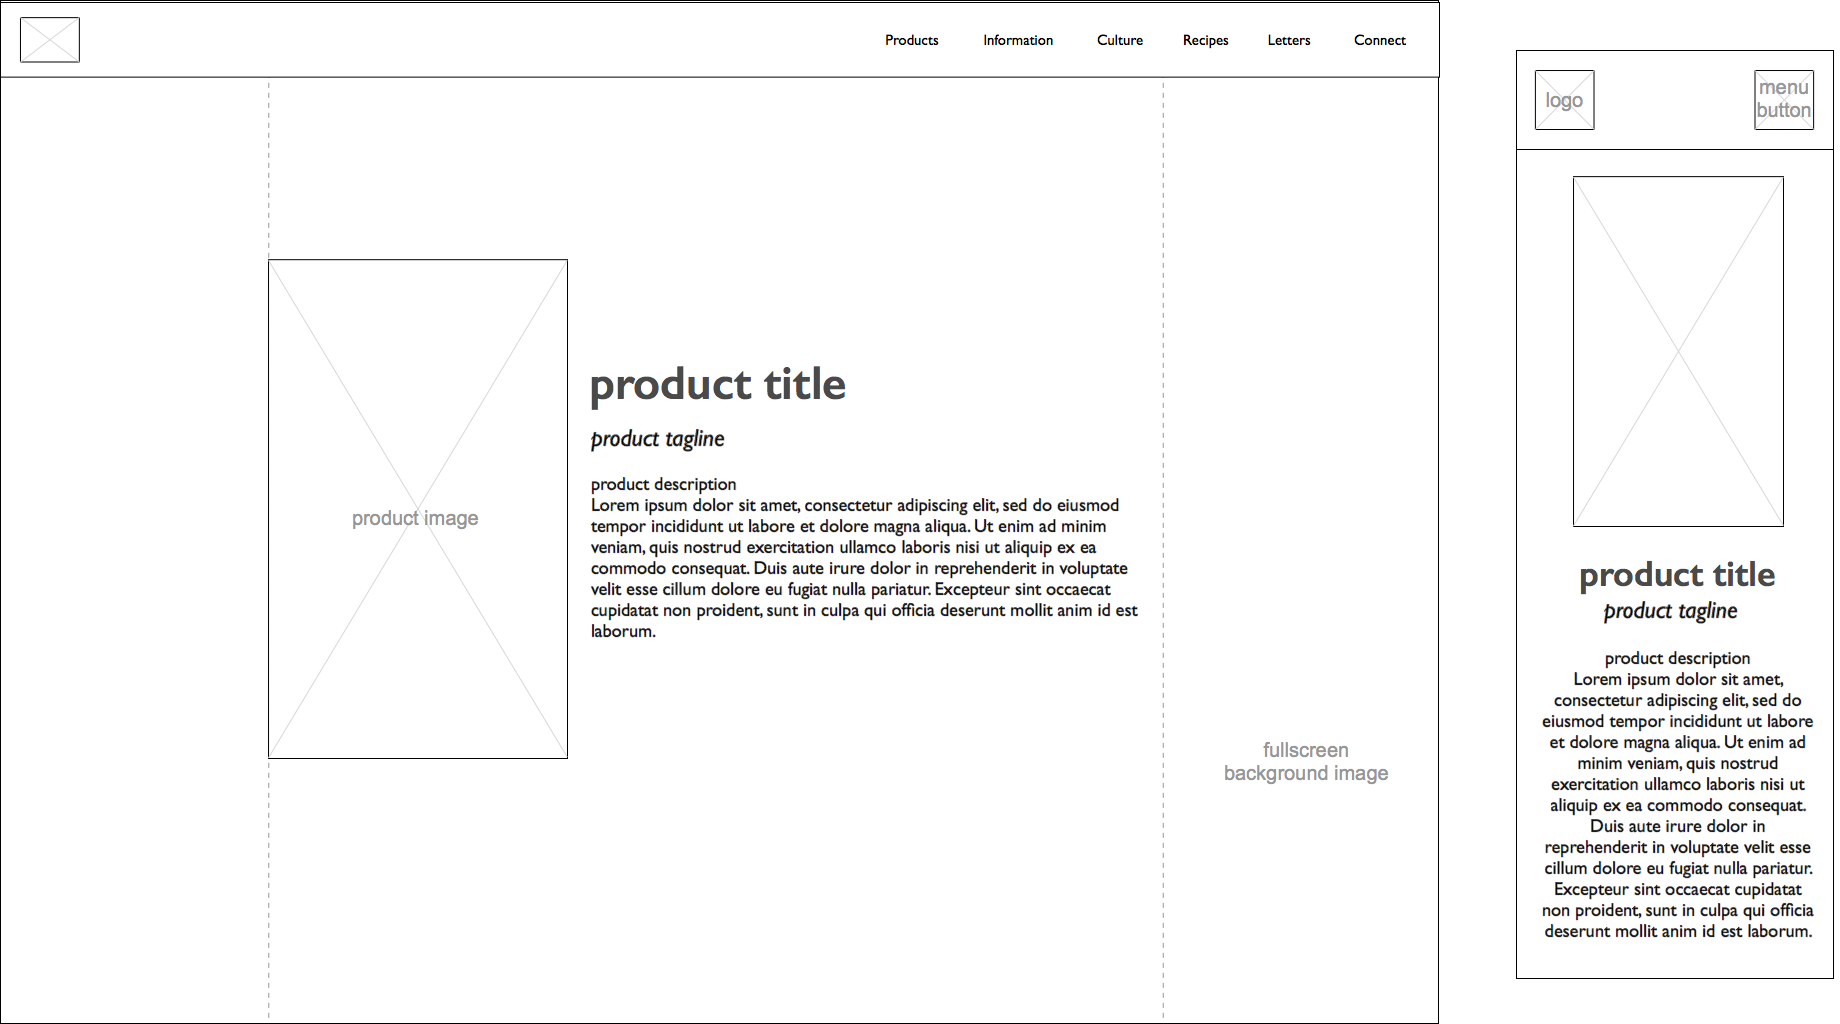 Products Information Culture Recipes Letters Connect
product image
product title
product tagline
product description
Lorem ipsum dolor sit amet, consectetur adipiscing elit, sed do eiusmod
tempor incididunt ut labore et dolore magna aliqua. Ut enim ad minim
veniam, quis nostrud exercitation ullamco laboris nisi ut aliquip ex ea
commodo consequat. Duis aute irure dolor in reprehenderit in voluptate
velit esse cillum dolore eu fugiat nulla pariatur. Excepteur sint occaecat
cupidatat non proident, sunt in culpa qui officia deserunt mollit anim id est
laborum.
fullscreen
background image
logo
menu
button
product title
product tagline
product description
Lorem ipsum dolor sit amet,
consectetur adipiscing elit, sed do
eiusmod tempor incididunt ut labore
et dolore magna aliqua. Ut enim ad
minim veniam, quis nostrud
exercitation ullamco laboris nisi ut
aliquip ex ea commodo consequat.
Duis aute irure dolor in
reprehenderit in voluptate velit esse
cillum dolore eu fugiat nulla pariatur.
Excepteur sint occaecat cupidatat
non proident, sunt in culpa qui officia
deserunt mollit anim id est laborum.